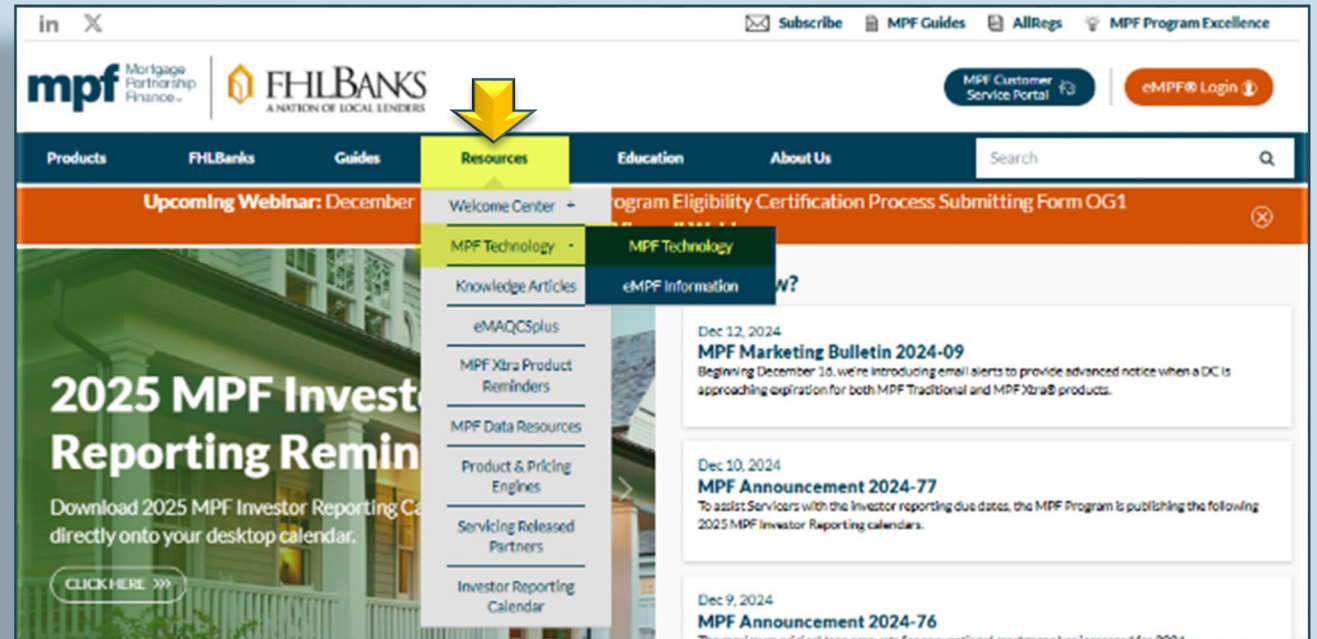 in X Subscribe MPF Guides AllRegs MPF Program Excellence
mpf Mortgage Partnership Finance FHLBANKS
A NATION OF LOCAL LENDERS
MPF Customer Service Portal eMPF® Login
Products FHLBanks Guides Resources Education About Us Search
Upcoming Webinar: December ogram Eligibility Certification Process Submitting Form OG1
Welcome Center +
MPF Technology -
MPF Technology
eMPF Information
Knowledge Articles
eMAQCSplus
MPF Xtra Product
Reminders
MPF Data Resources
Product & Pricing
Engines
Servicing Released
Partners
Investor Reporting
Calendar
2025 MPF Invest
Reporting Remin
Download 2025 MPF Investor Reporting Ca
directly onto your desktop calendar.
CLICK HERE >>>
w?
Dec 12, 2024
MPF Marketing Bulletin 2024-09
Beginning December 16, we're introducing email alerts to provide advanced notice when a DC is
approaching expiration for both MPF Traditional and MPF Xtra® products.
Dec 10, 2024
MPF Announcement 2024-77
To assist Servicers with the investor reporting due dates, the MPF Program is publishing the following
2025 MPF Investor Reporting calendars.
Dec 9, 2024
MPF Announcement 2024-76